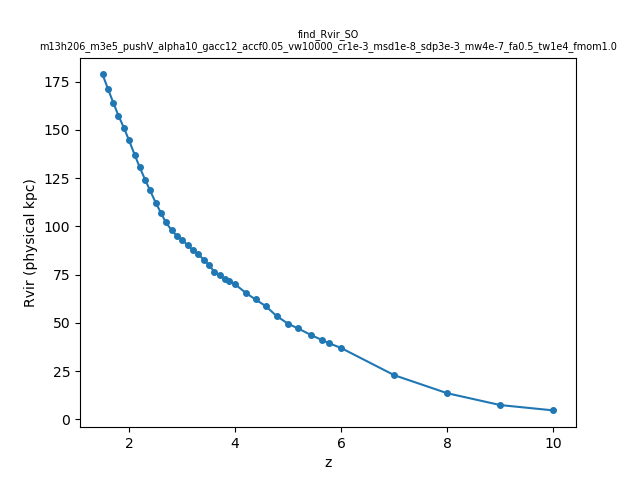 find_Rvir_SO
m13h206_m3e5_pushV_alpha10_gacc12_accf0.05_vw10000_cr1e-3_msd1e-8_sdp3e-3_mw4e-7_fa0.5_tw1e4_fmom1.0
175
150
125
100
75
50
25
0
Rvir (physical kpc)
2 4 6 8 10
z